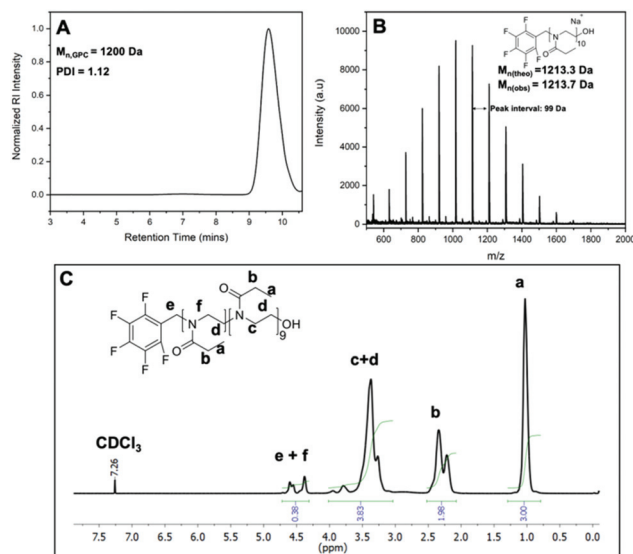 A
Mn,GPC = 1200 Da
PDI = 1.12
Normalized RI Intensity
1.0
0.8
0.6
0.4
0.2
0.0
3 4 5 6 7 8 9 10
Retention Time (mins)
B
Intensity (a.u)
10000
8000
6000
4000
2000
0
600 800 1000 1200 1400 1600 1800 2000
m/z
Na+
F F F F F N O OH 10
Mn(theo) =1213.3 Da
Mn(obs) =1213.7 Da
Peak interval: 99 Da
C
b
O a
F F e f N d
F F F N c OH 9
O b a
a
c+d
b
e + f
CDCl3
7.26
0.38
3.83
1.98
3.00
7.5 7.0 6.5 6.0 5.5 5.0 4.5 4.0 3.5 3.0 2.5 2.0 1.5 1.0 0.5 0.0
(ppm)